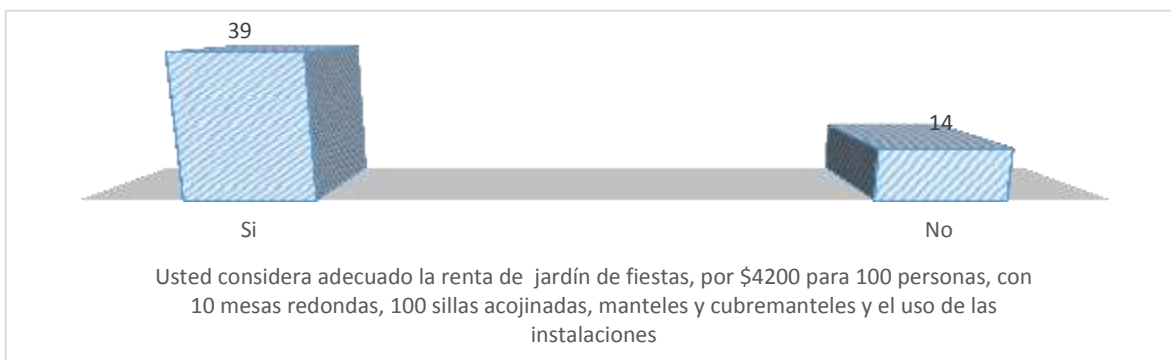 39
14
Si
No
Usted considera adecuado la renta de jardín de fiestas, por $4200 para 100 personas, con
10 mesas redondas, 100 sillas acojinadas, manteles y cubremanteles y el uso de las
instalaciones